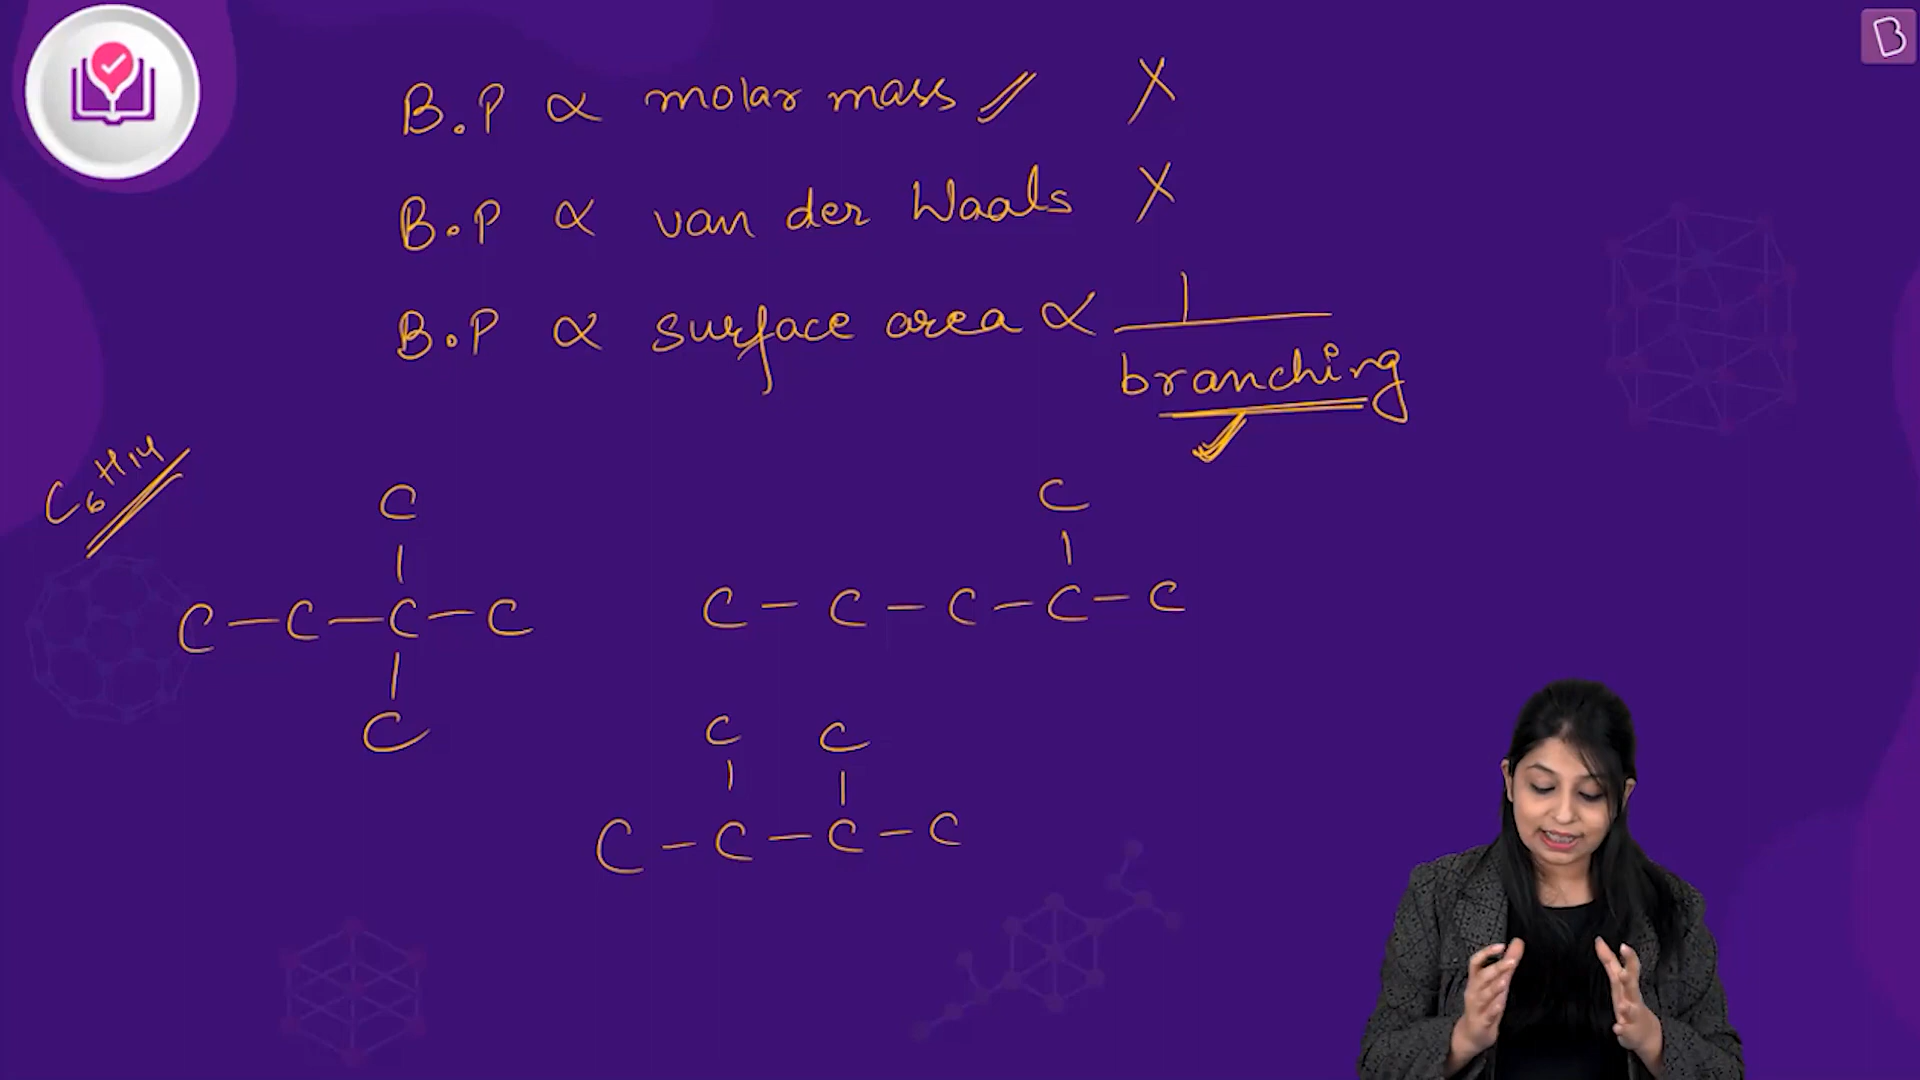 B.P ∝ molar mass X
B.P ∝ van der Waals X
B.P ∝ surface area ∝ 1
branching
C6H14
C
C
|
|
C — C — C — C
C — C — C — C — C
|
C
C C
| |
C — C — C — C
B